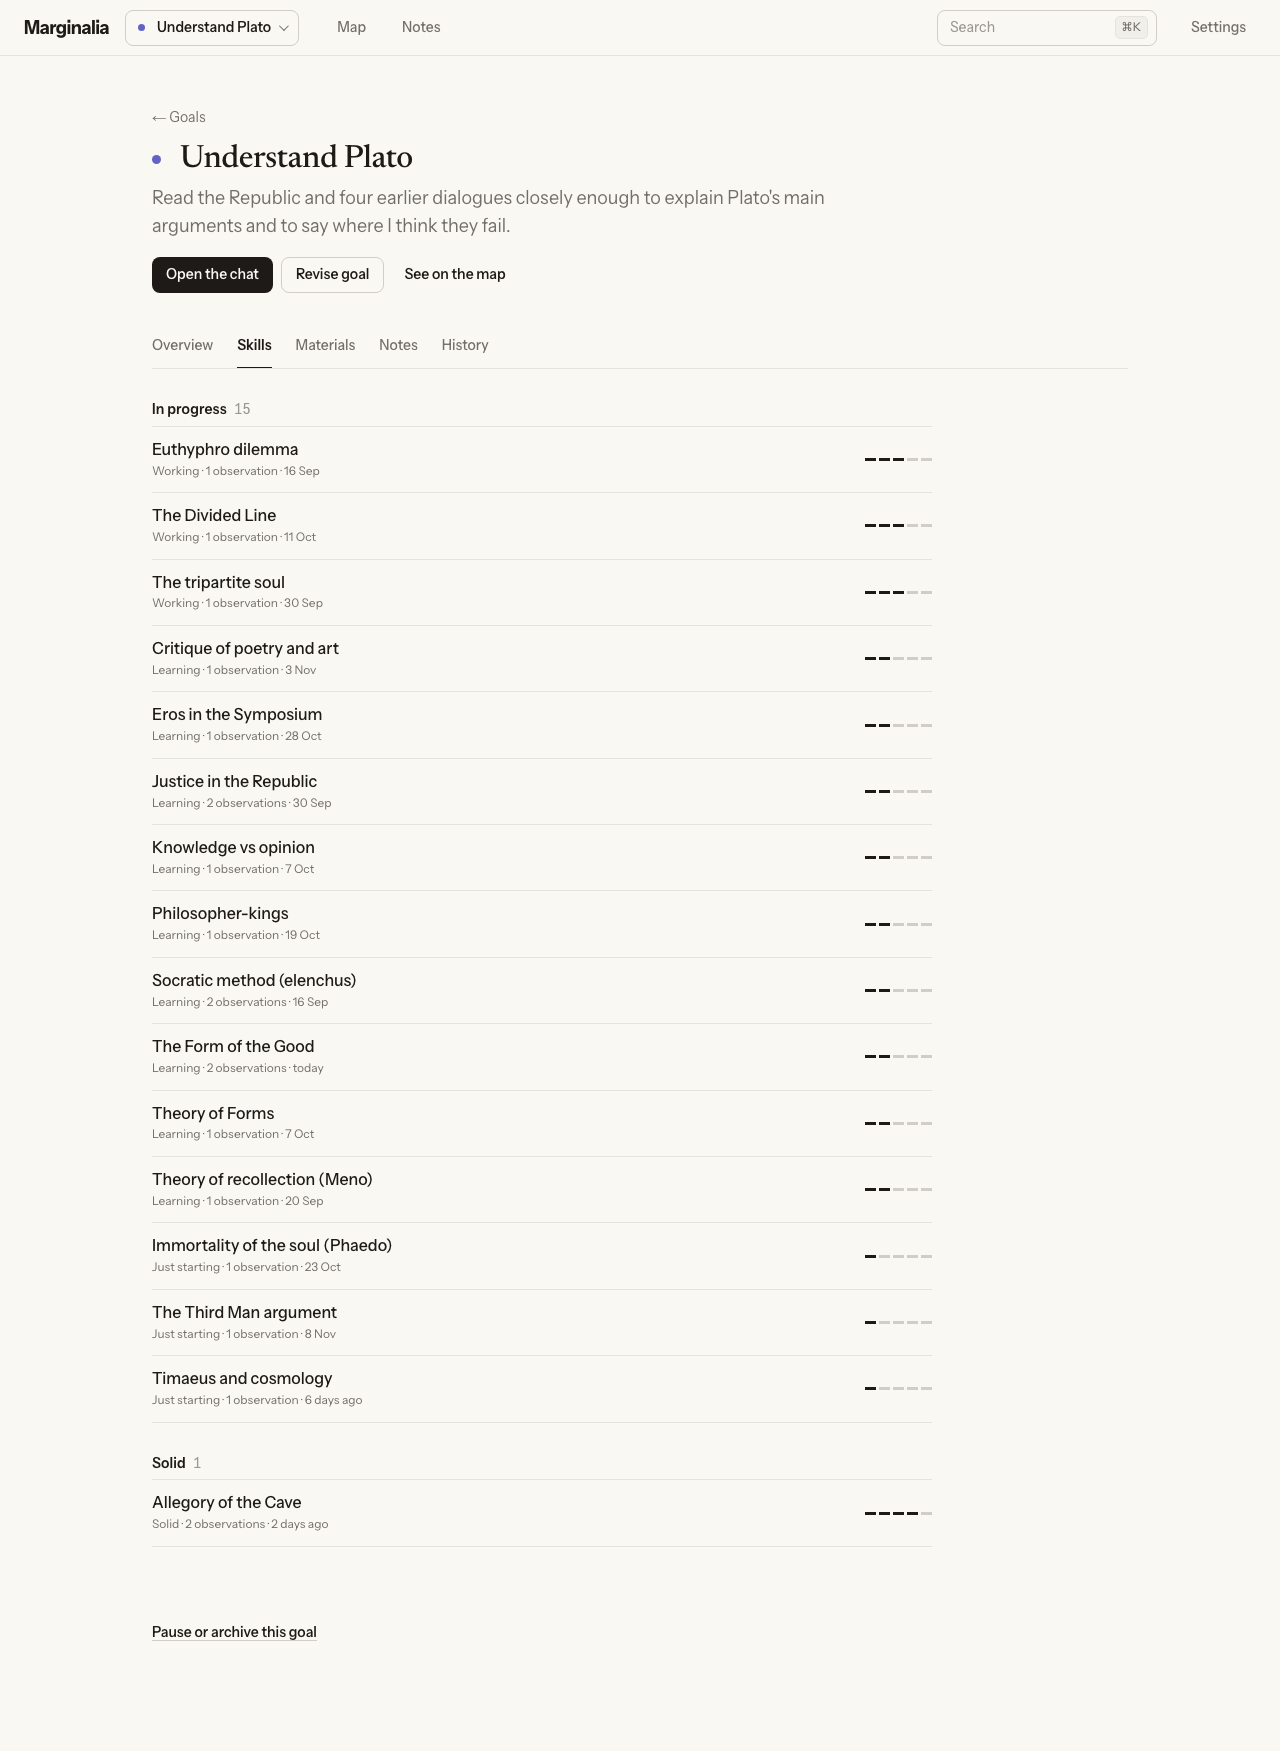 Marginalia
Understand Plato
Map
Notes
Search
⌘K
Settings
← Goals
Understand Plato
Read the Republic and four earlier dialogues closely enough to explain Plato's main
arguments and to say where I think they fail.
Open the chat
Revise goal
See on the map
Overview
Skills
Materials
Notes
History
In progress 15
Euthyphro dilemma
Working · 1 observation · 16 Sep
The Divided Line
Working · 1 observation · 11 Oct
The tripartite soul
Working · 1 observation · 30 Sep
Critique of poetry and art
Learning · 1 observation · 3 Nov
Eros in the Symposium
Learning · 1 observation · 28 Oct
Justice in the Republic
Learning · 2 observations · 30 Sep
Knowledge vs opinion
Learning · 1 observation · 7 Oct
Philosopher-kings
Learning · 1 observation · 19 Oct
Socratic method (elenchus)
Learning · 2 observations · 16 Sep
The Form of the Good
Learning · 2 observations · today
Theory of Forms
Learning · 1 observation · 7 Oct
Theory of recollection (Meno)
Learning · 1 observation · 20 Sep
Immortality of the soul (Phaedo)
Just starting · 1 observation · 23 Oct
The Third Man argument
Just starting · 1 observation · 8 Nov
Timaeus and cosmology
Just starting · 1 observation · 6 days ago
Solid 1
Allegory of the Cave
Solid · 2 observations · 2 days ago
Pause or archive this goal